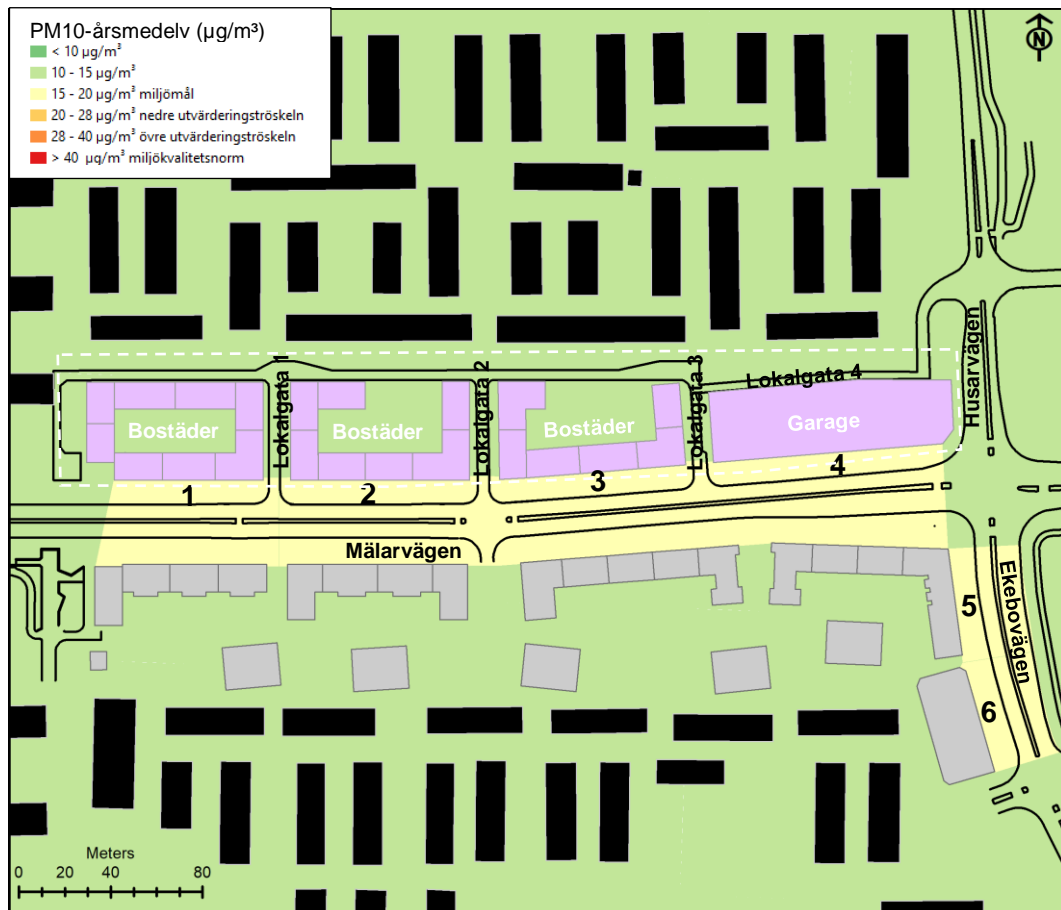 PM10-årsmedelv (µg/m³)
< 10 µg/m³
10 - 15 µg/m³
15 - 20 µg/m³ miljömål
20 - 28 µg/m³ nedre utvärderingströskeln
28 - 40 µg/m³ övre utvärderingströskeln
> 40 µg/m³ miljökvalitetsnorm
N
Lokalgata 1
Lokalgata 2
Lokalgata 3
Lokalgata 4
Husarvägen
Bostäder
Bostäder
Bostäder
Garage
1
2
3
4
Mälarvägen
5
Ekebovägen
6
Meters
0 20 40 80